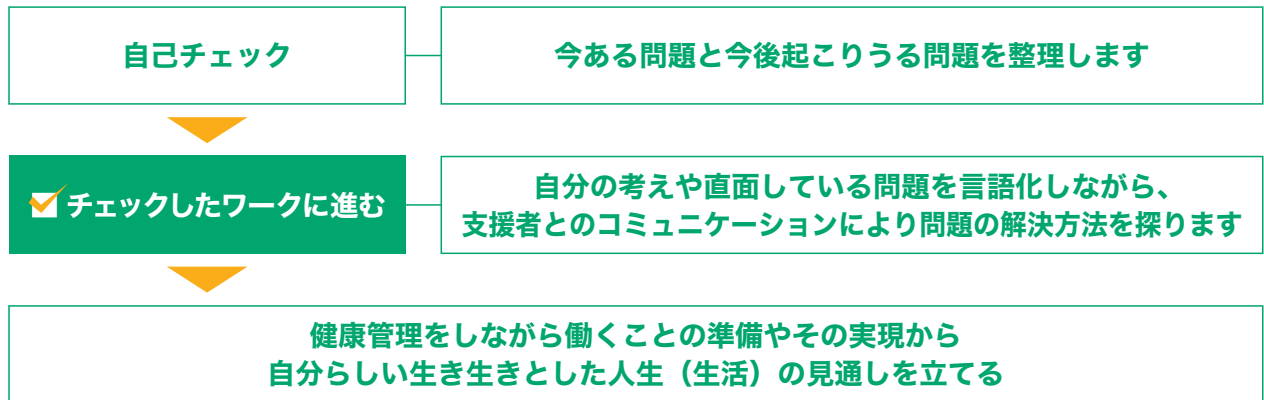 自己チェック
今ある問題と今後起こりうる問題を整理します
チェックしたワークに進む
自分の考えや直面している問題を言語化しながら、
支援者とのコミュニケーションにより問題の解決方法を探ります
健康管理をしながら働くことの準備やその実現から
自分らしい生き生きとした人生（生活）の見通しを立てる